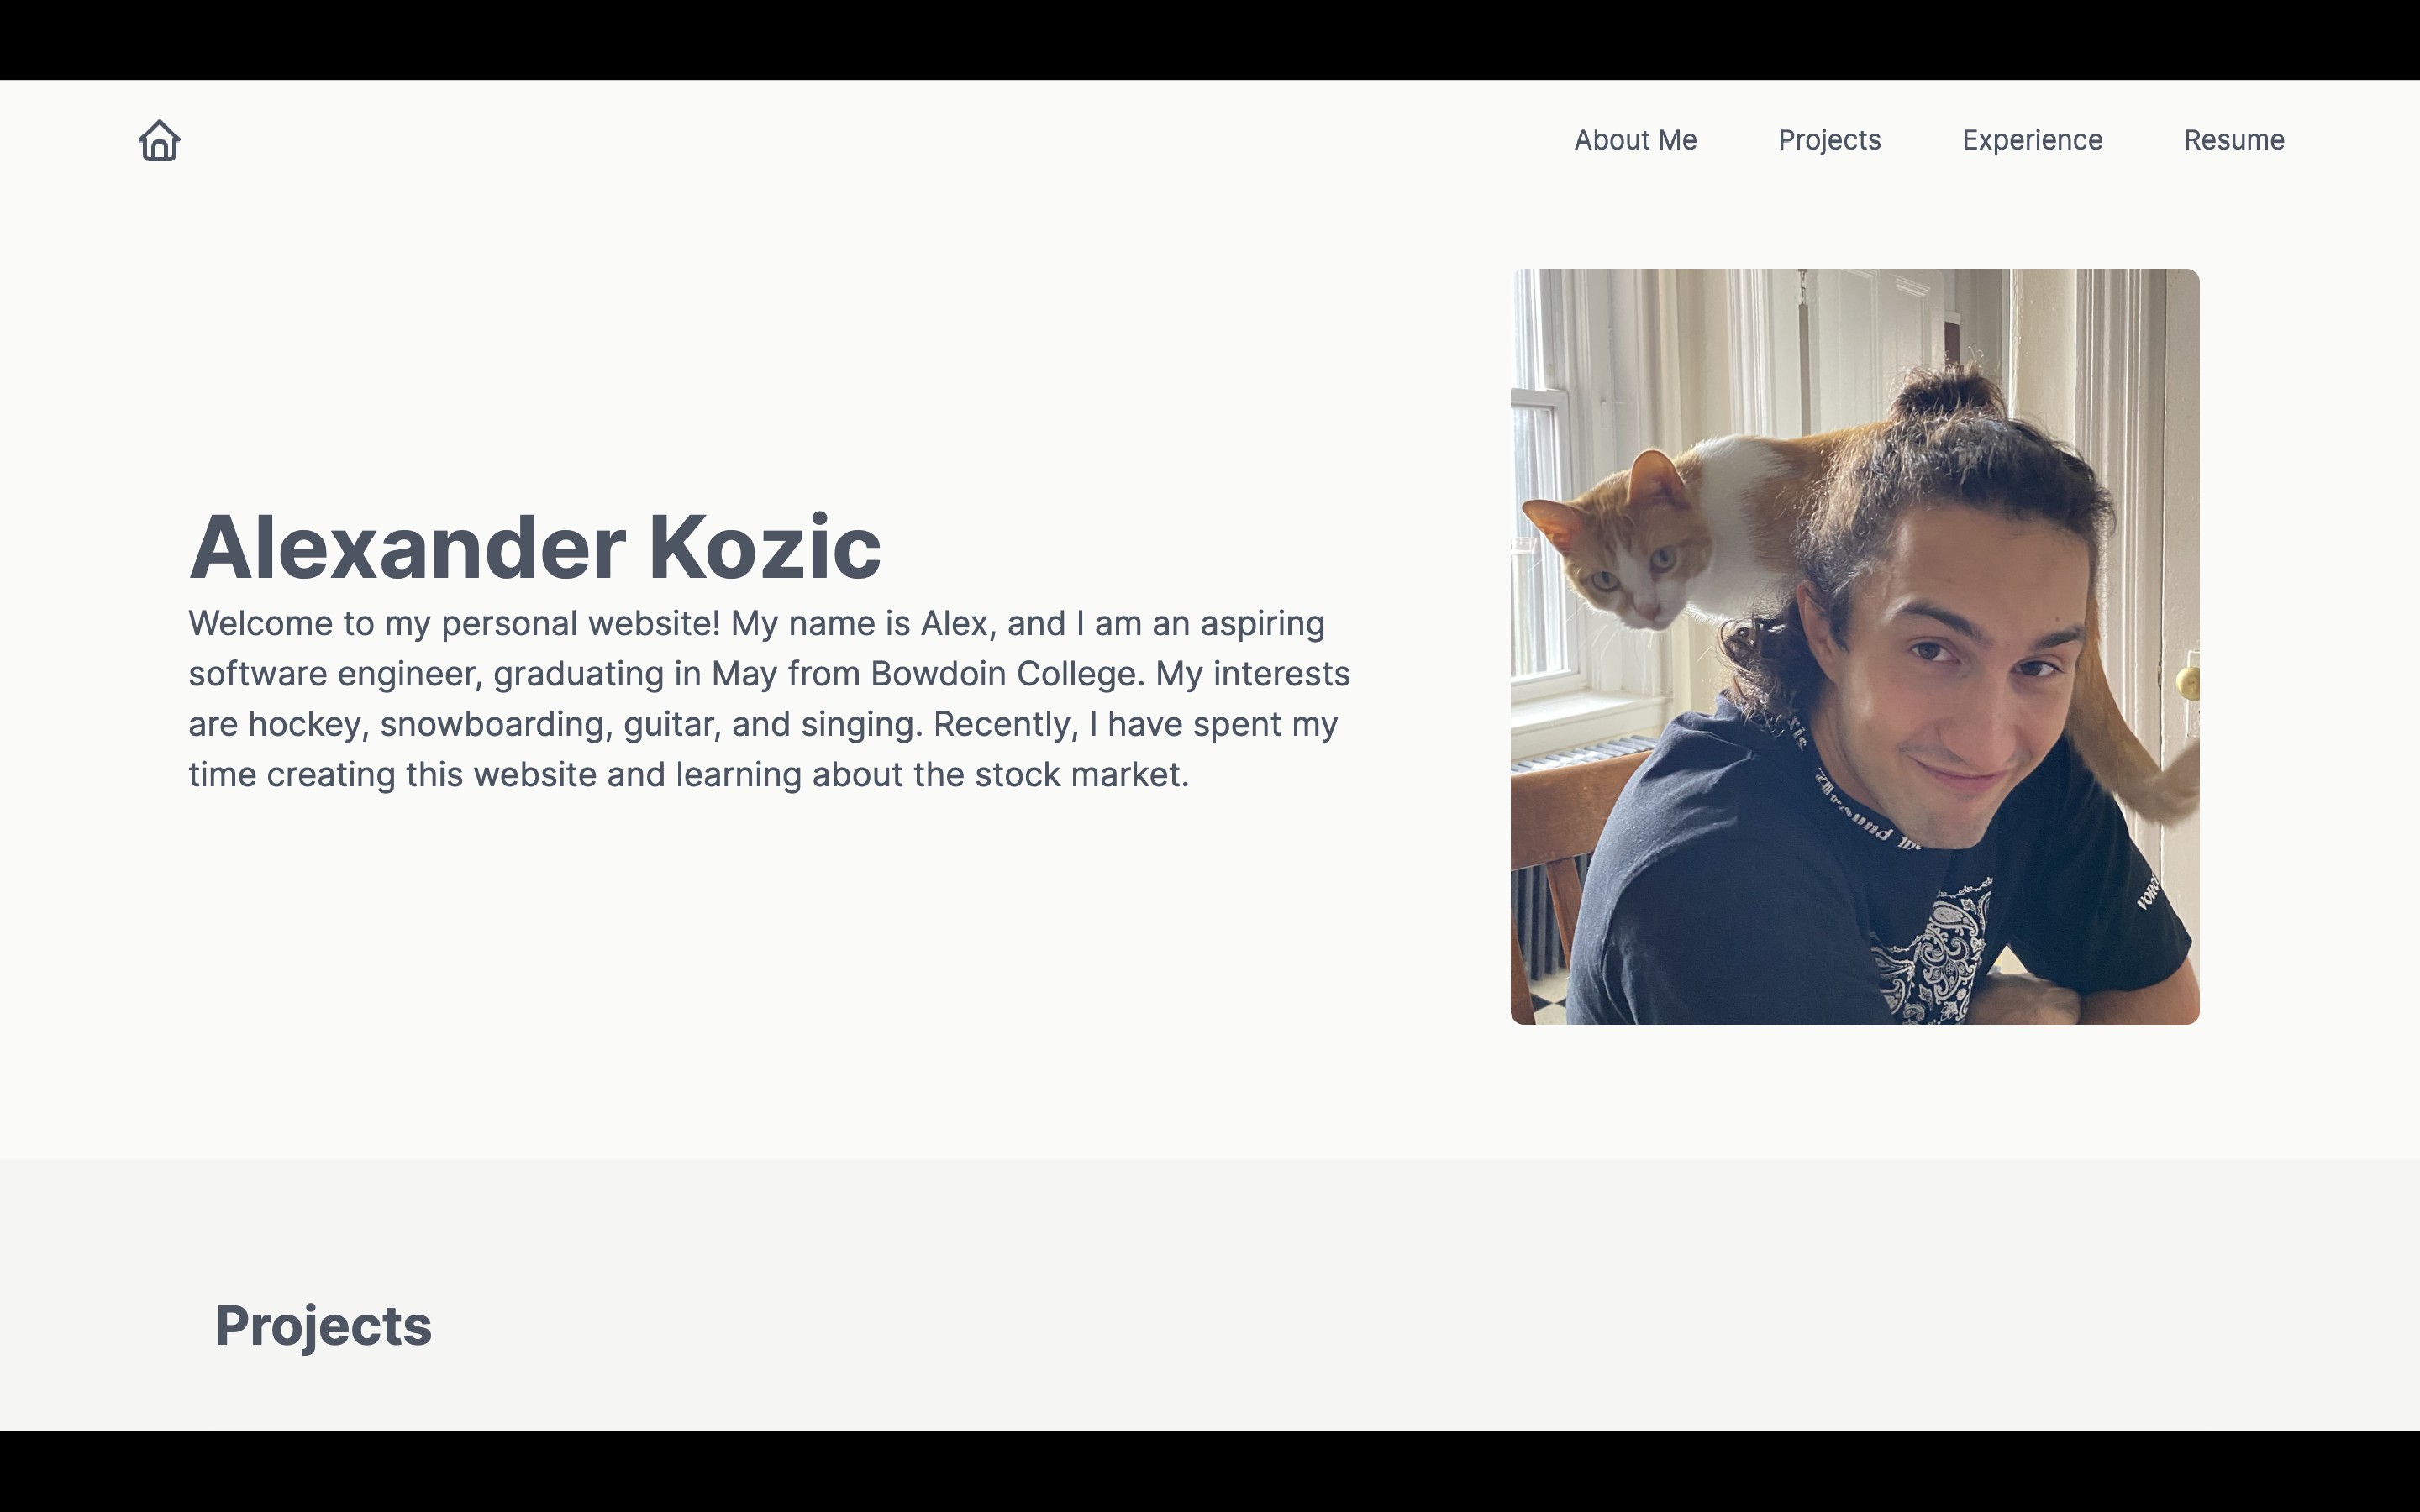 About Me Projects Experience Resume
Alexander Kozic
Welcome to my personal website! My name is Alex, and I am an aspiring
software engineer, graduating in May from Bowdoin College. My interests
are hockey, snowboarding, guitar, and singing. Recently, I have spent my
time creating this website and learning about the stock market.
Projects